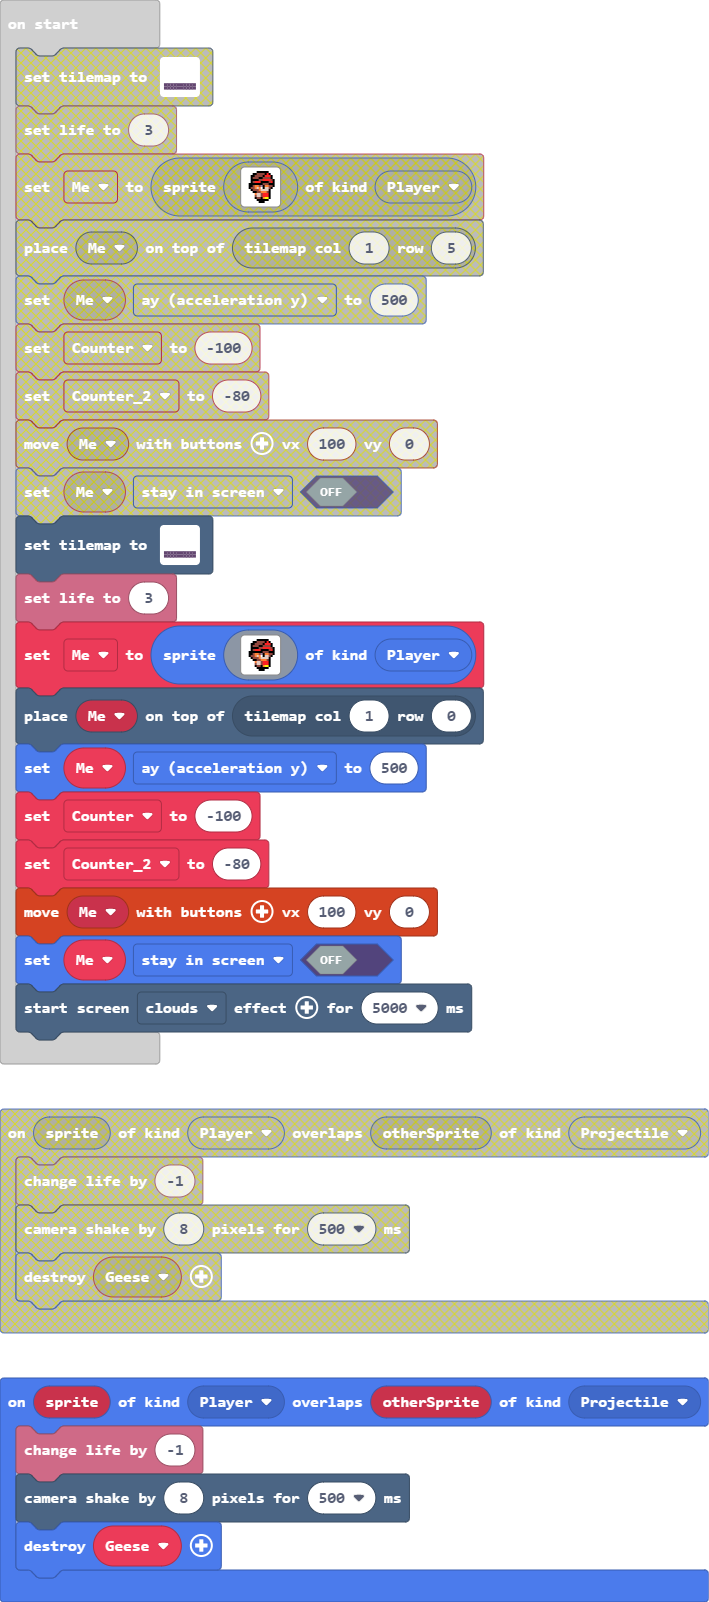 on start
set tilemap to
set life to 3
set Me to sprite of kind Player
place Me on top of tilemap col 1 row 5
set Me ay (acceleration y) to 500
set Counter to -100
set Counter_2 to -80
move Me with buttons vx 100 vy 0
set Me stay in screen OFF
set tilemap to
set life to 3
set Me to sprite of kind Player
place Me on top of tilemap col 1 row 0
set Me ay (acceleration y) to 500
set Counter to -100
set Counter_2 to -80
move Me with buttons vx 100 vy 0
set Me stay in screen OFF
start screen clouds effect for 5000 ms
on sprite of kind Player overlaps otherSprite of kind Projectile
change life by -1
camera shake by 8 pixels for 500 ms
destroy Geese
on sprite of kind Player overlaps otherSprite of kind Projectile
change life by -1
camera shake by 8 pixels for 500 ms
destroy Geese